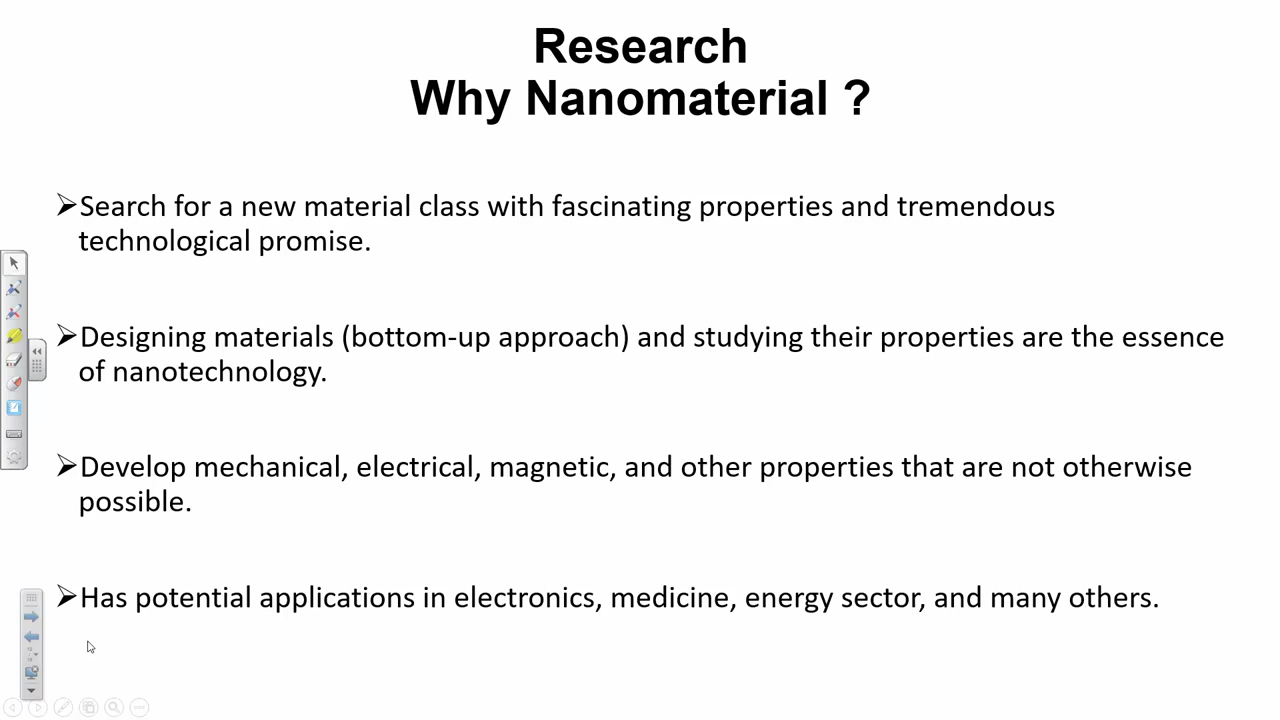 Research
Why Nanomaterial ?
➢Search for a new material class with fascinating properties and tremendous
technological promise.
➢Designing materials (bottom-up approach) and studying their properties are the essence
of nanotechnology.
➢Develop mechanical, electrical, magnetic, and other properties that are not otherwise
possible.
➢Has potential applications in electronics, medicine, energy sector, and many others.